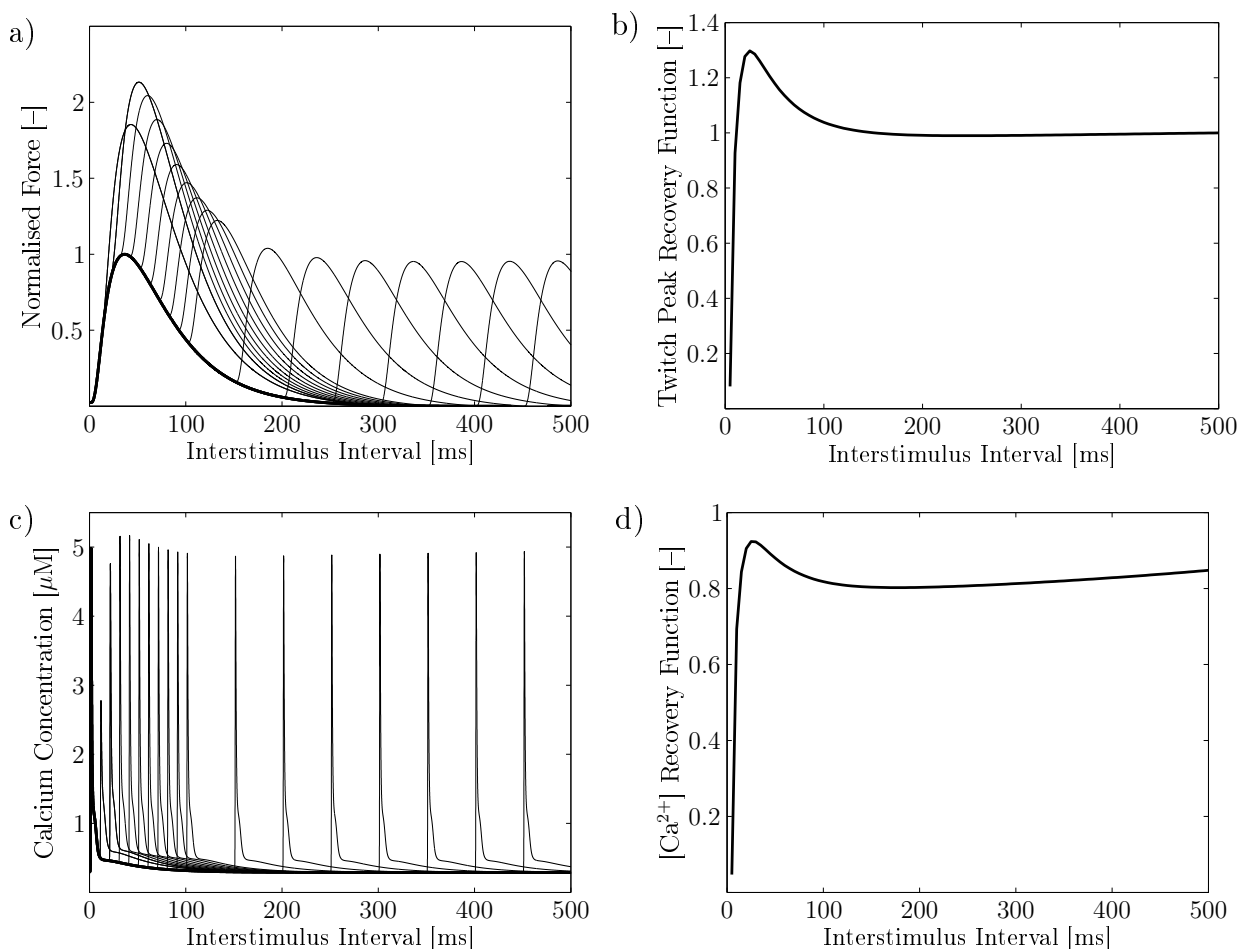 a)
Normalised Force [–]
2
1.5
1
0.5
0 100 200 300 400 500
Interstimulus Interval [ms]
b)
Twitch Peak Recovery Function [–]
1.4
1.2
1
0.8
0.6
0.4
0.2
0 100 200 300 400 500
Interstimulus Interval [ms]
c)
Calcium Concentration [μM]
5
4
3
2
1
0 100 200 300 400 500
Interstimulus Interval [ms]
d)
[Ca²⁺] Recovery Function [–]
1
0.8
0.6
0.4
0.2
0 100 200 300 400 500
Interstimulus Interval [ms]